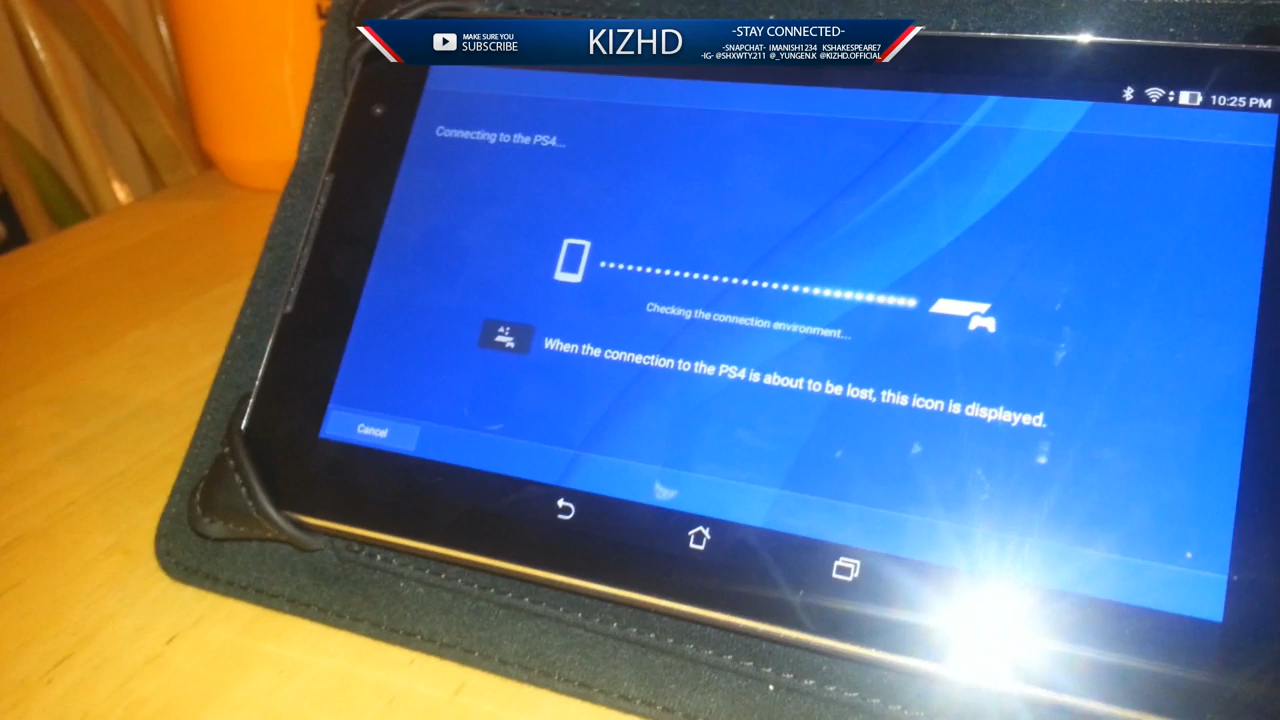 MAKE SURE YOU
SUBSCRIBE
KIZHD
-STAY CONNECTED-
-SNAPCHAT- IMANISH1234 KSHAKESPEARE7
-IG- @SHXWTY.211 @_YUNGEN.K @KIZHD.OFFICIAL
10:25 PM
Connecting to the PS4...
Checking the connection environment...
When the connection to the PS4 is about to be lost, this icon is displayed.
Cancel